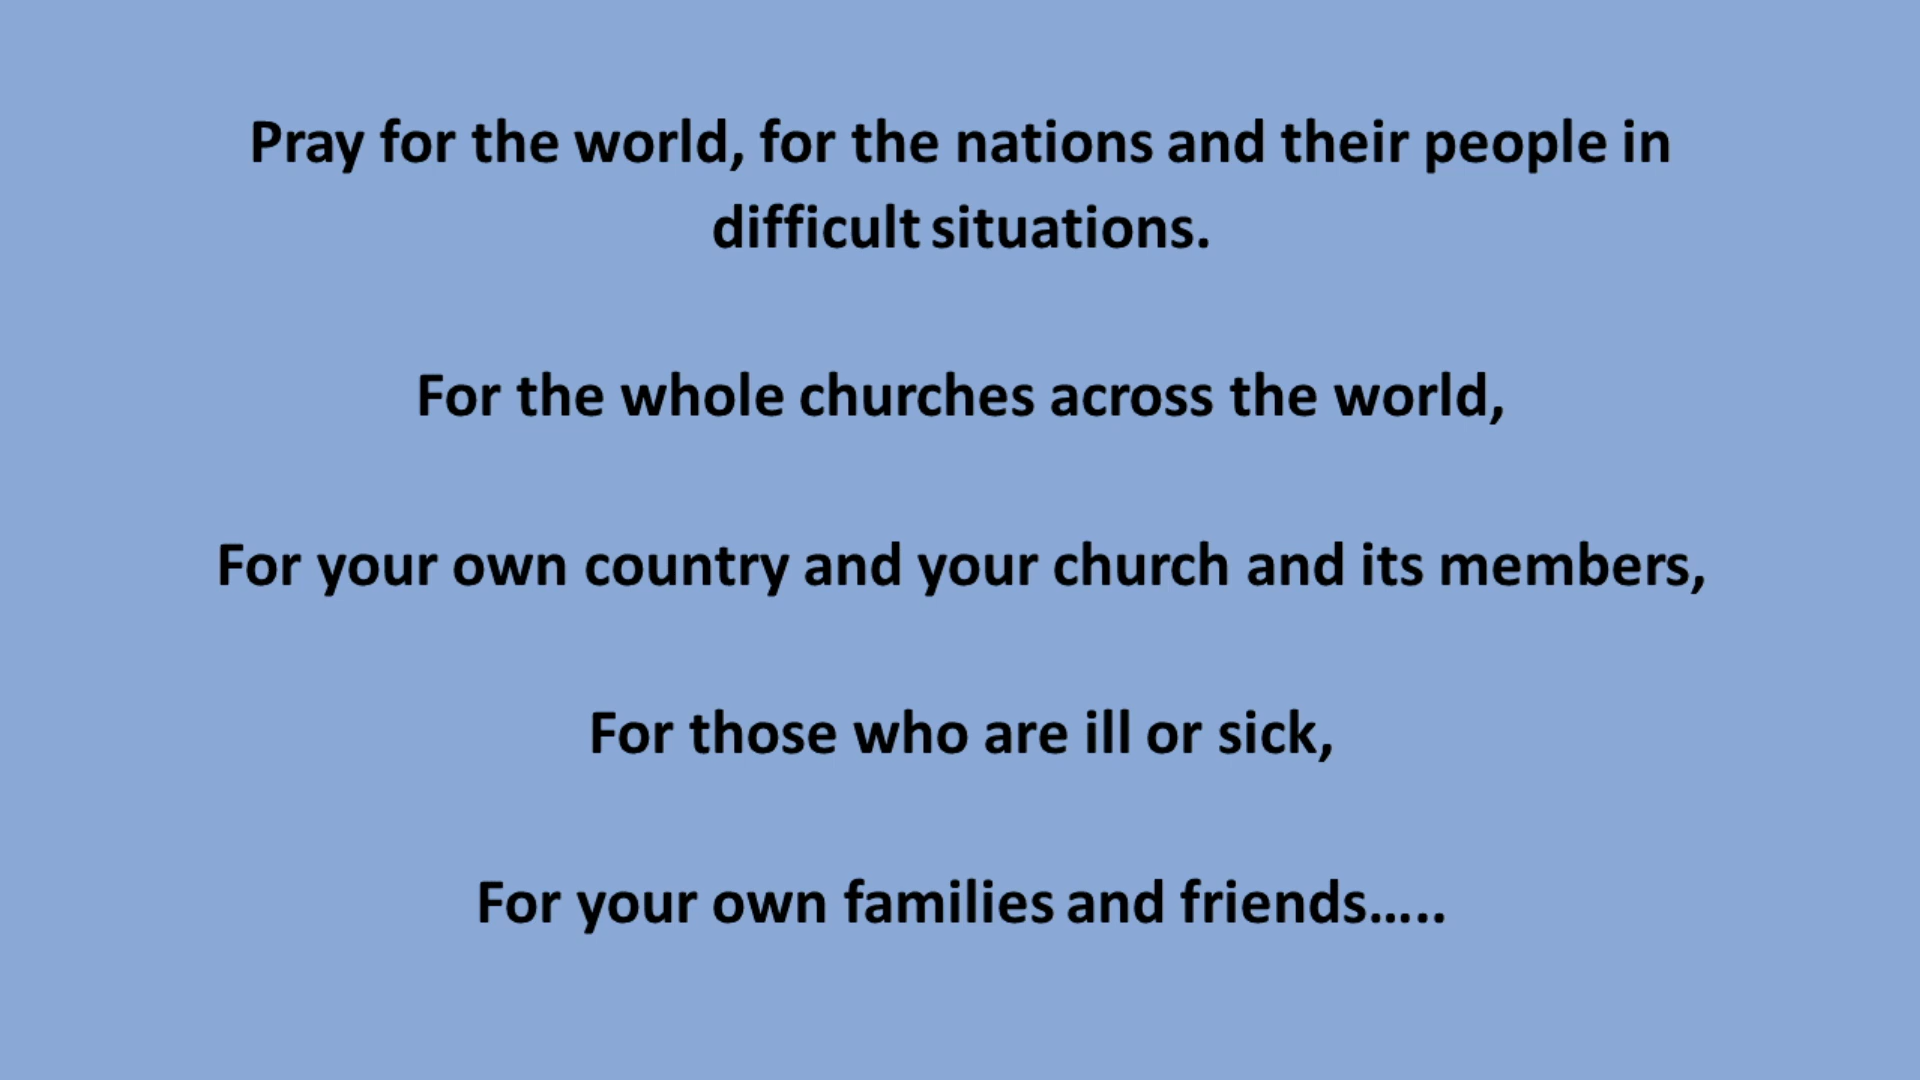 Pray for the world, for the nations and their people in
difficult situations.
For the whole churches across the world,
For your own country and your church and its members,
For those who are ill or sick,
For your own families and friends…..